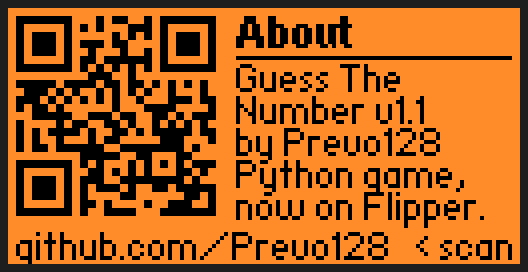 About
Guess The
Number v1.1
by Prevo128
Python game,
now on Flipper.
github.com/Prevo128 < scan